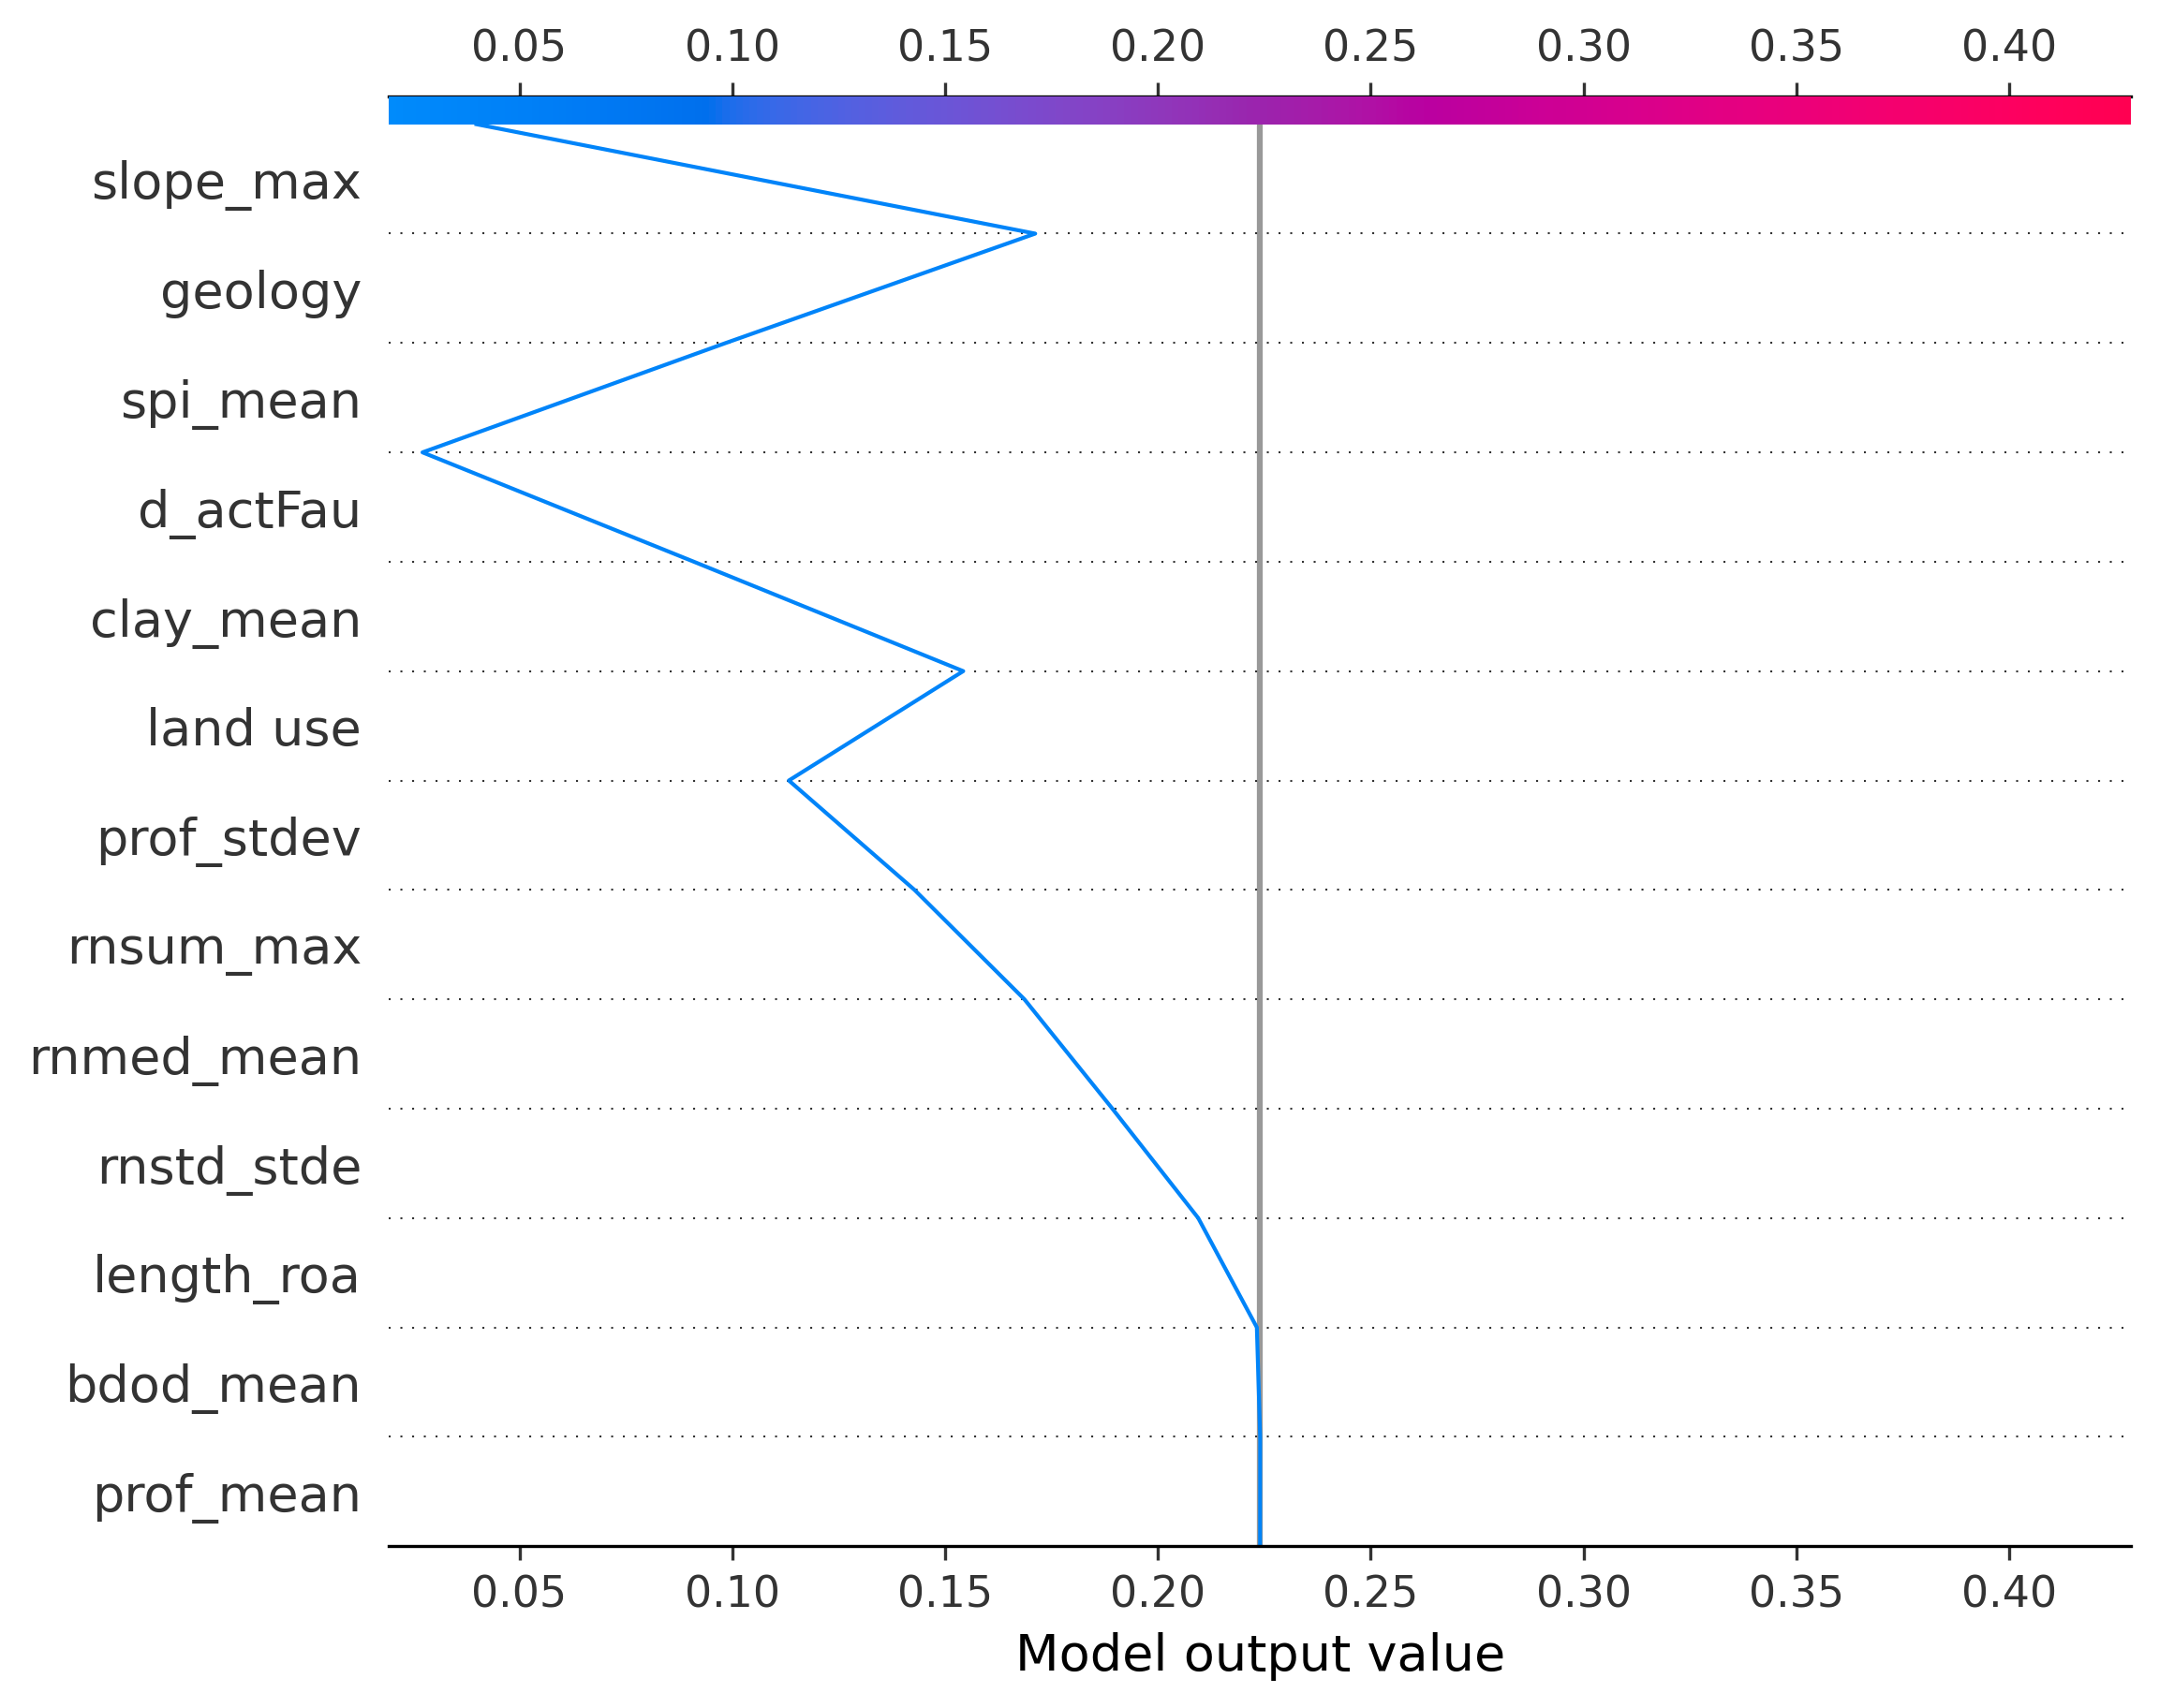 0.05 0.10 0.15 0.20 0.25 0.30 0.35 0.40
slope_max
geology
spi_mean
d_actFau
clay_mean
land use
prof_stdev
rnsum_max
rnmed_mean
rnstd_stde
length_roa
bdod_mean
prof_mean
0.05 0.10 0.15 0.20 0.25 0.30 0.35 0.40
Model output value